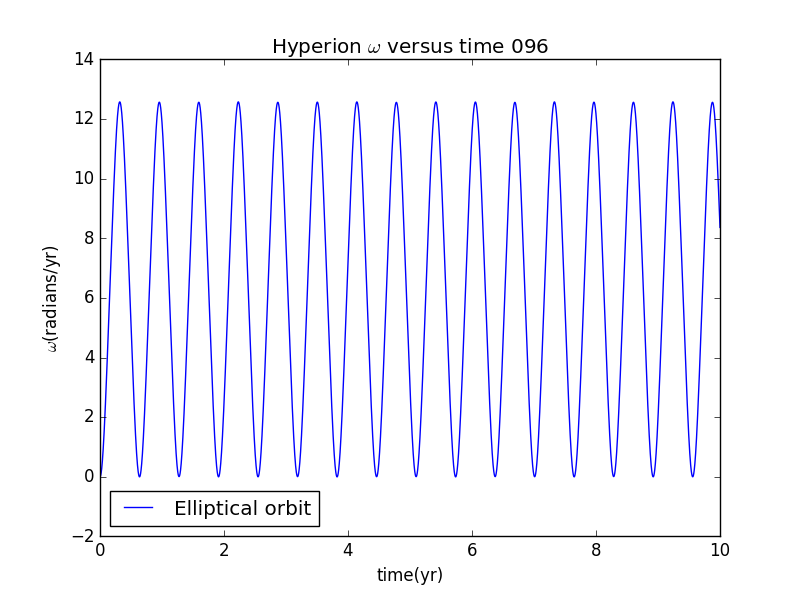 Hyperion ω versus time 096
14
12
10
8
6
4
2
0
−2
ω(radians/yr)
Elliptical orbit
0 2 4 6 8 10
time(yr)